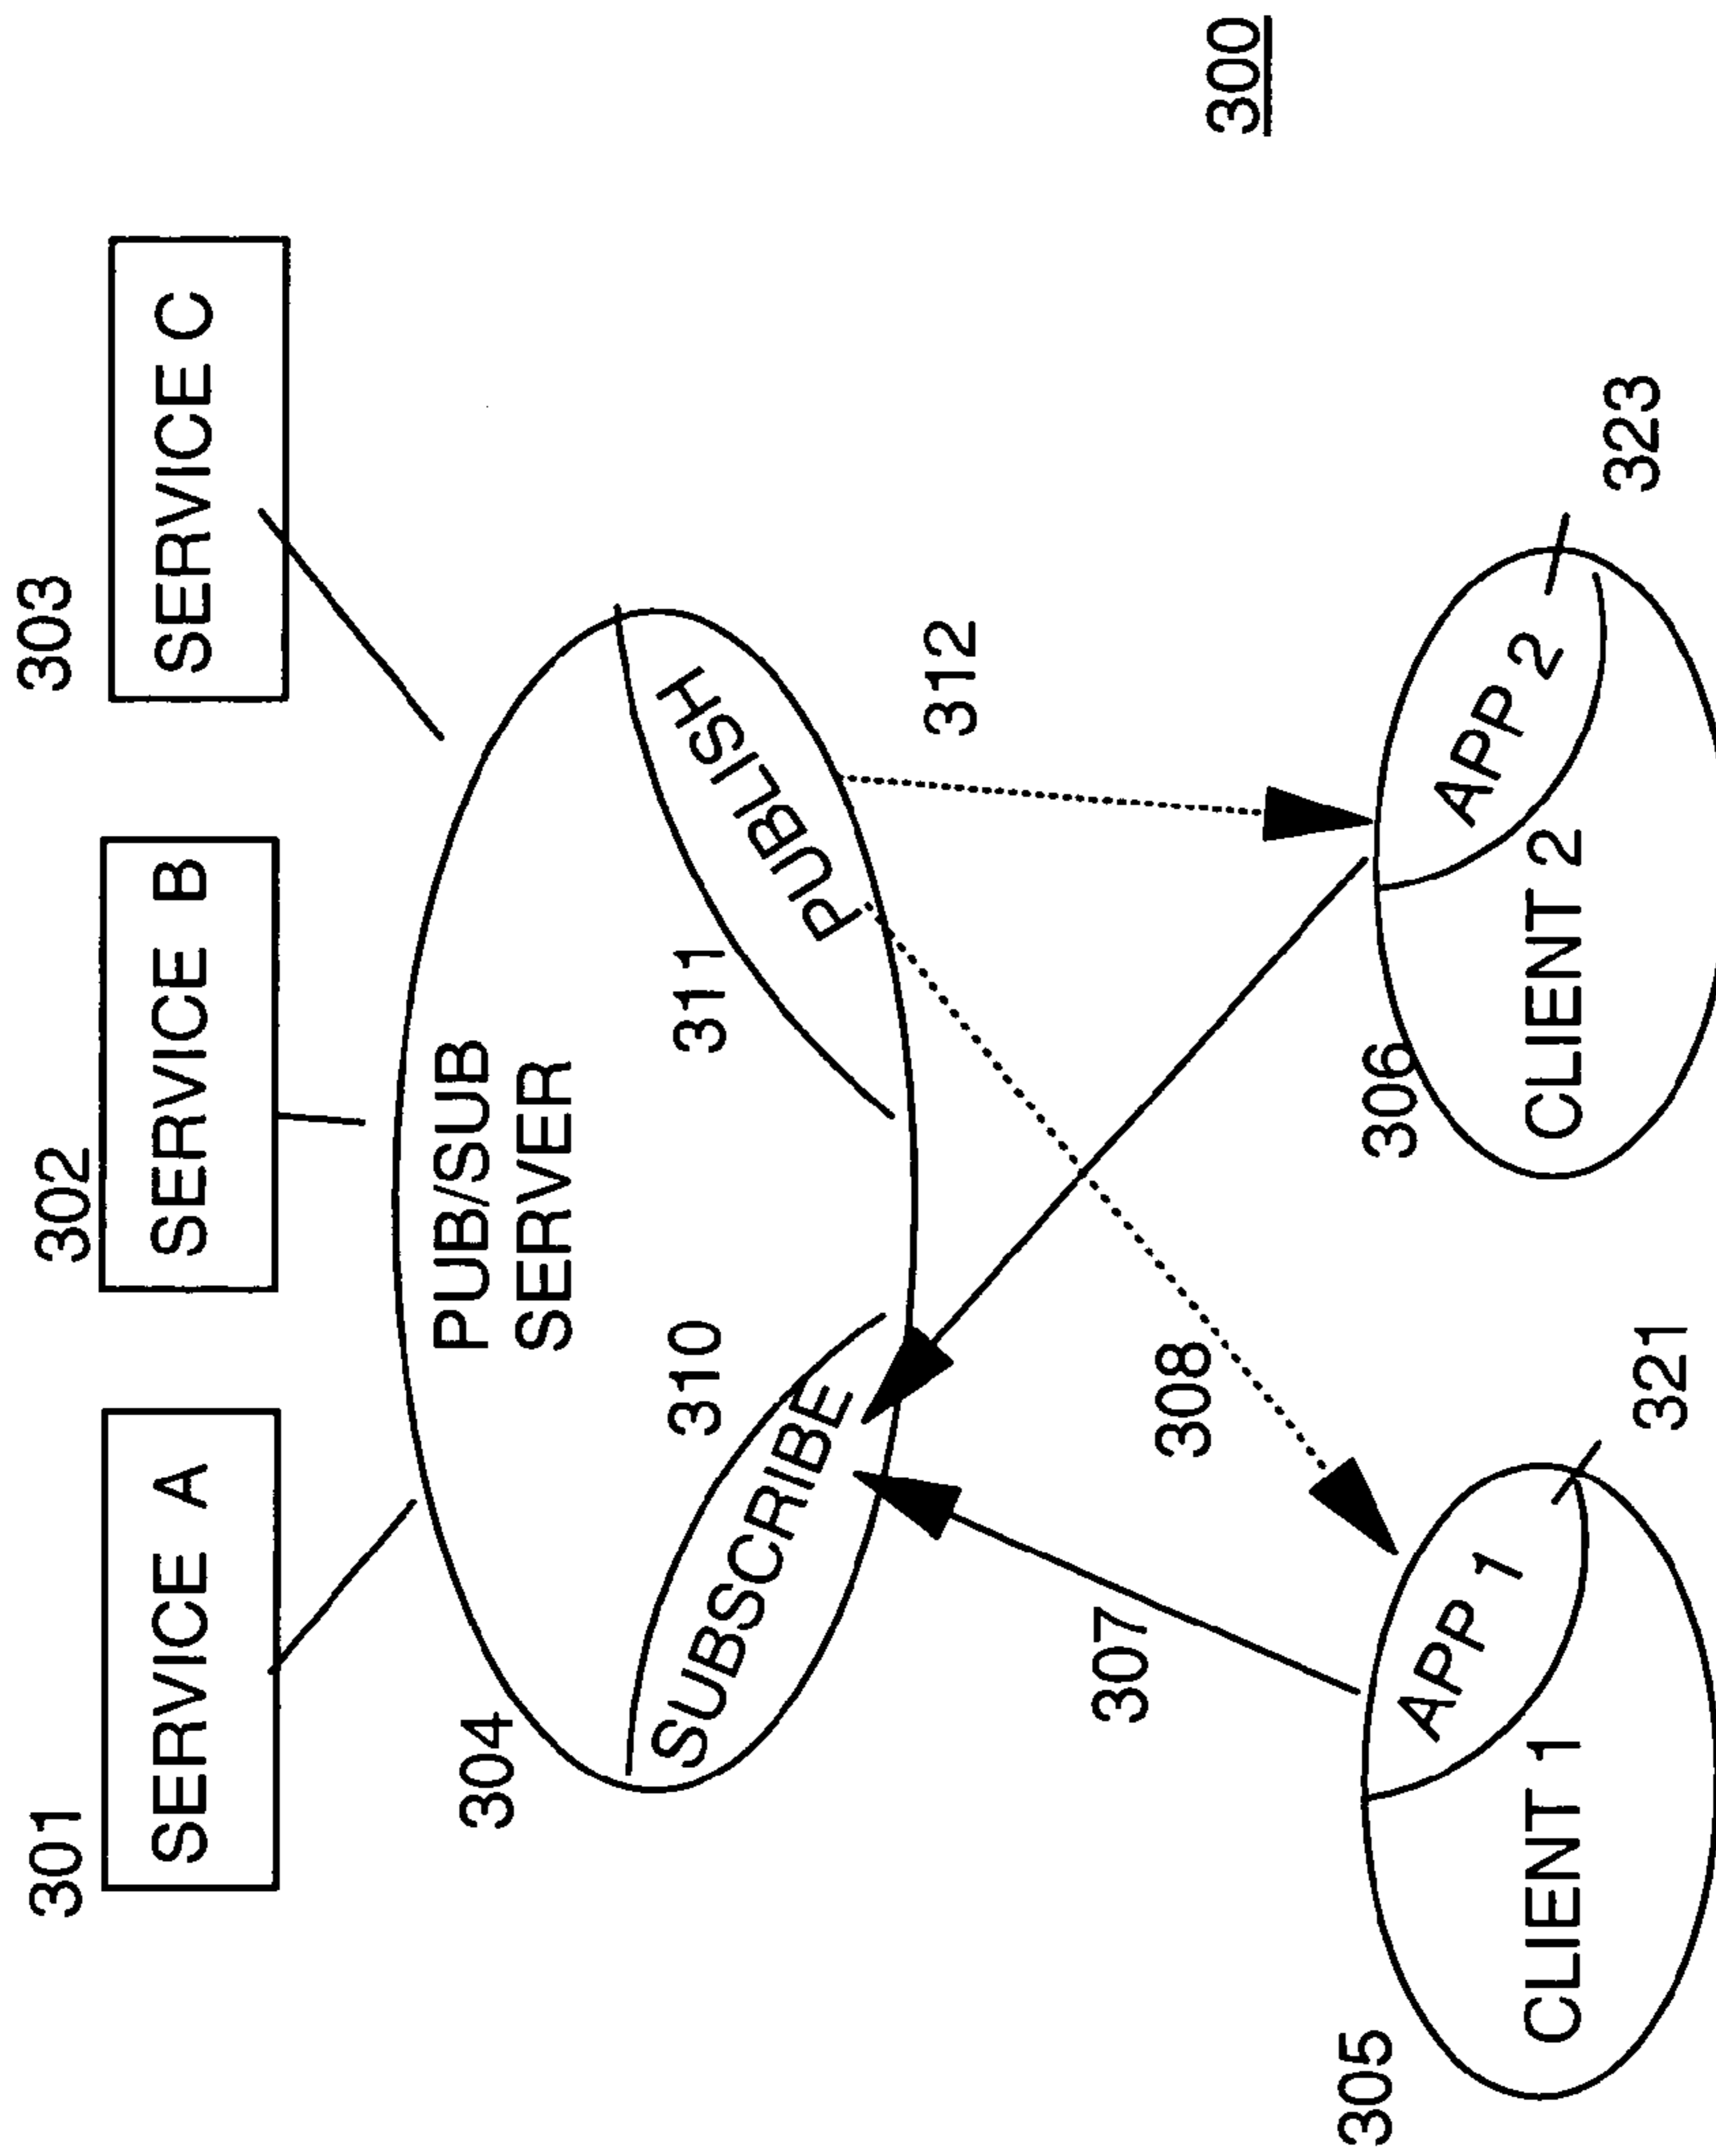 301
302
303
SERVICE A
SERVICE B
SERVICE C
304
PUB/SUB
SERVER
310
311
SUBSCRIBE
PUBLISH
312
307
308
300
305
306
APP 1
APP 2
CLIENT 1
CLIENT 2
321
323